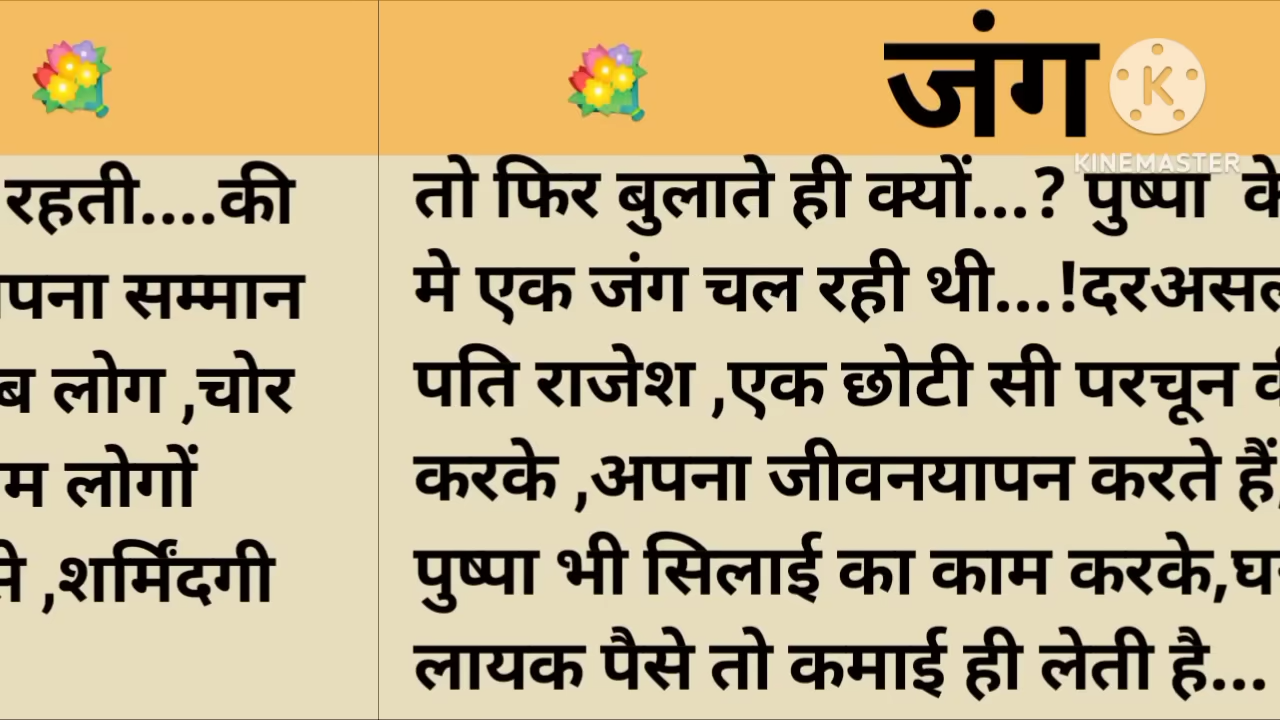 रहती....की
सम्मान
लोग ,चोर
लोगों
,शर्मिंदगी
जंग
KINEMASTER
तो फिर बुलाते ही क्यों...? पुष्पा
मे एक जंग चल रही थी...!
पति राजेश ,एक छोटी सी परचून
करके ,अपना जीवनयापन करते हैं,
पुष्पा भी सिलाई का काम करके,
लायक पैसे तो कमाई ही लेती है...